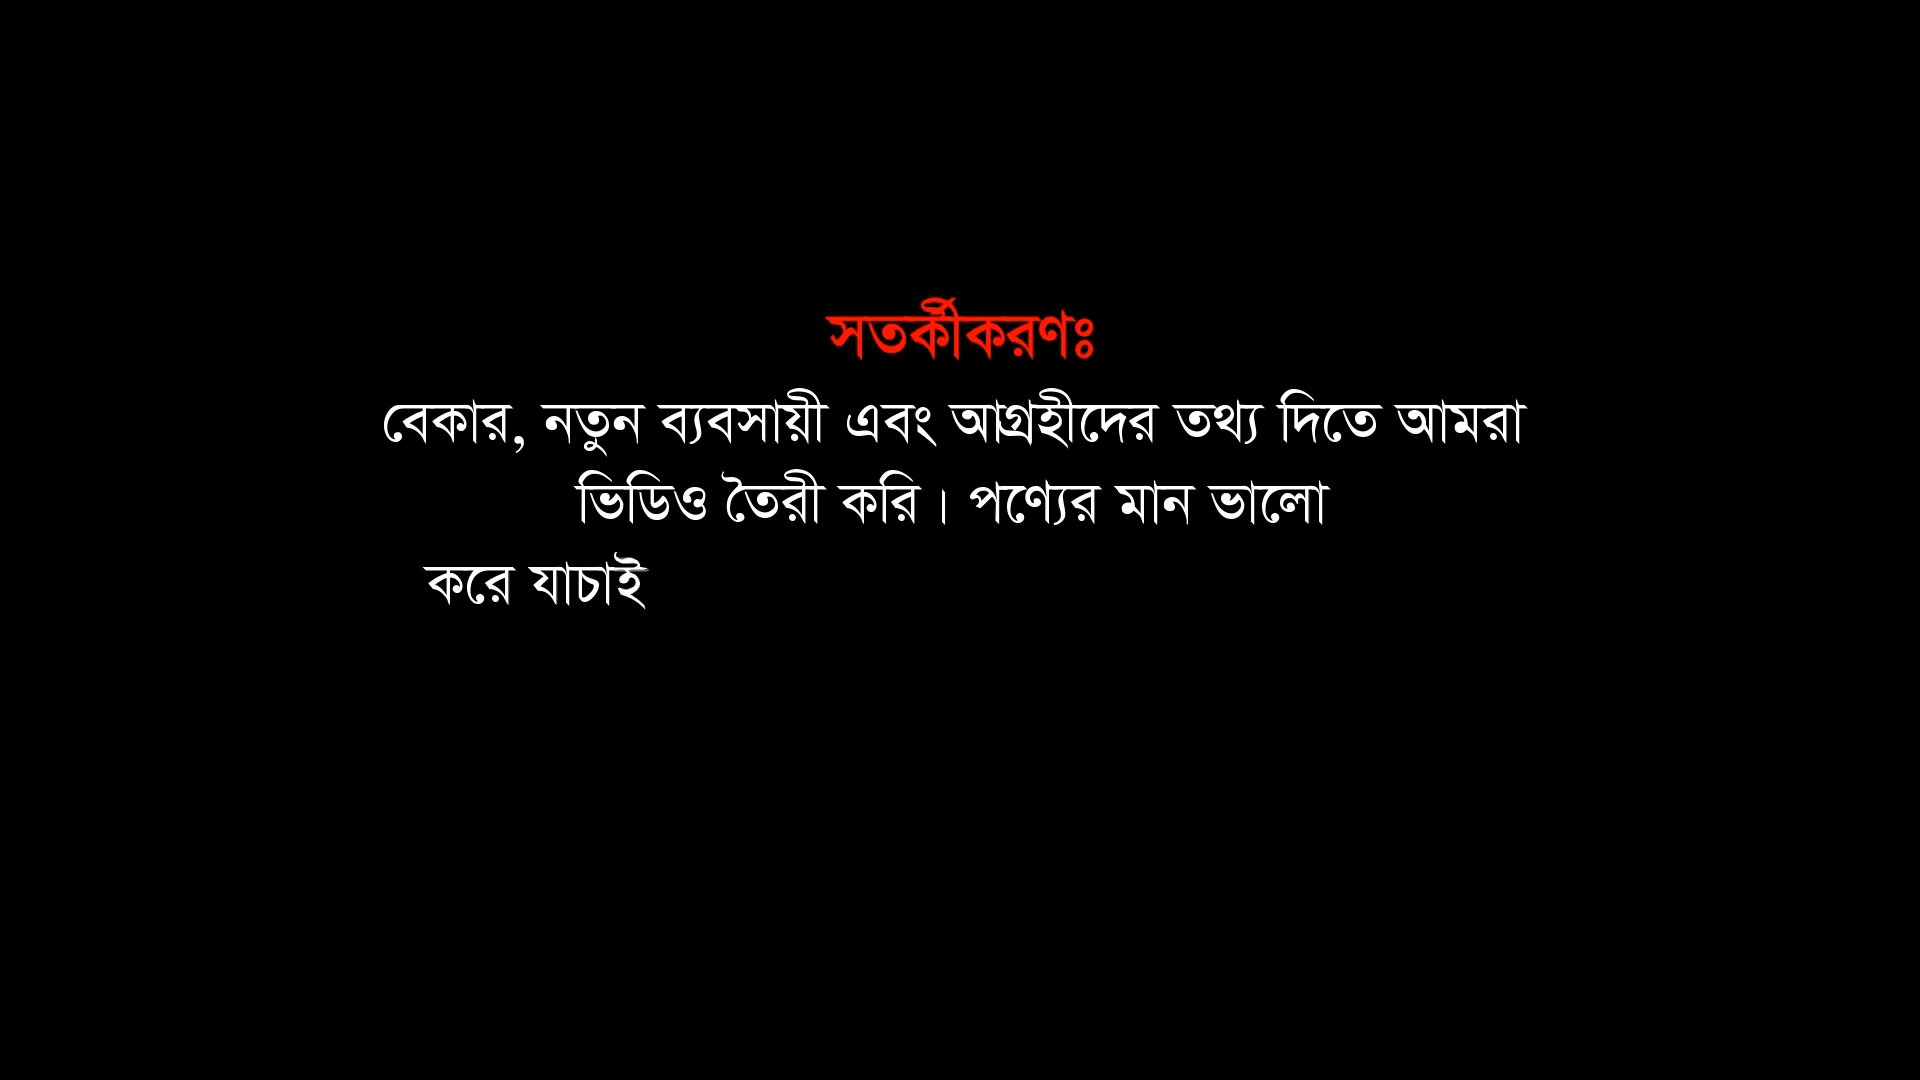 সতর্কীকরণঃ
বেকার, নতুন ব্যবসায়ী এবং আগ্রহীদের তথ্য দিতে আমরা
ভিডিও তৈরী করি। পণ্যের মান ভালো
করে যাচাই